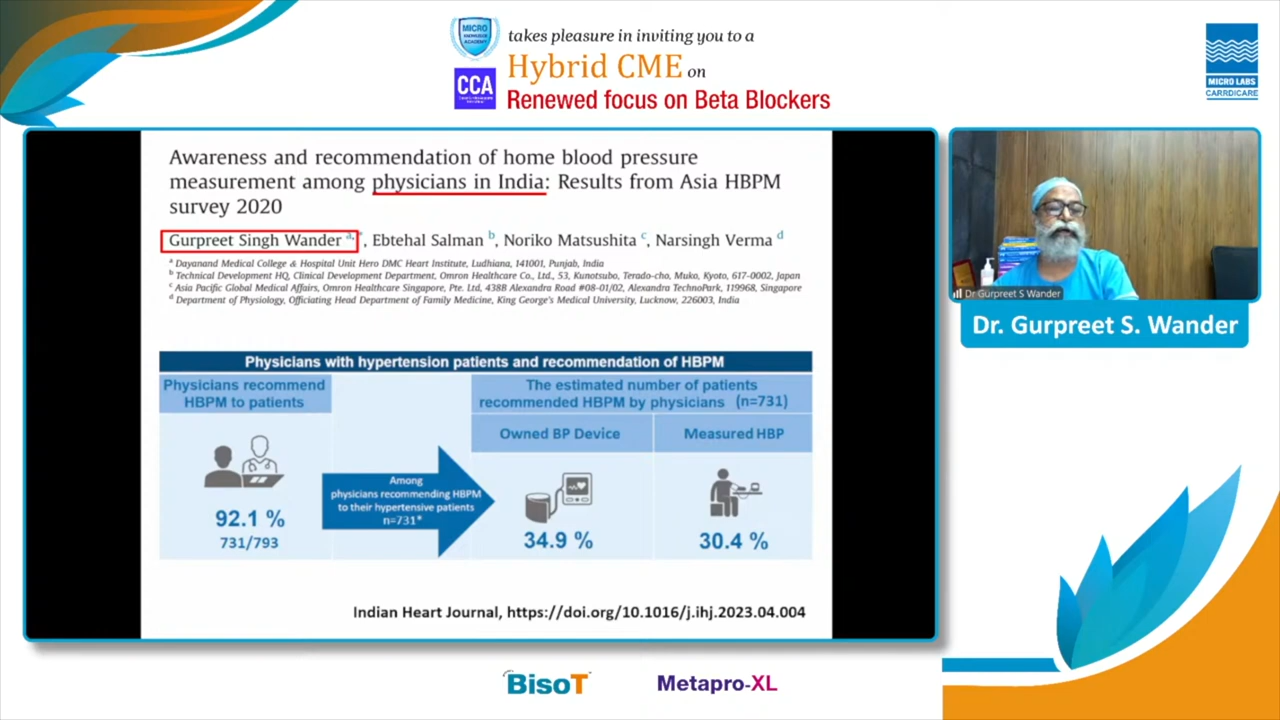 MICRO
KNOWLEDGE
ACADEMY
CCA
takes pleasure in inviting you to a
Hybrid CME on
Renewed focus on Beta Blockers
MICRO LABS
CARRDICARE
Awareness and recommendation of home blood pressure
measurement among physicians in India: Results from Asia HBPM
survey 2020
Gurpreet Singh Wander a, *, Ebtehal Salman b, Noriko Matsushita c, Narsingh Verma d
a Dayanand Medical College & Hospital Unit Hero DMC Heart Institute, Ludhiana, 141001, Punjab, India
b Technical Development HQ, Clinical Development Department, Omron Healthcare Co., Ltd., 53, Kunotsubo, Terado-cho, Muko, Kyoto, 617-0002, Japan
c Asia Pacific Global Medical Affairs, Omron Healthcare Singapore, Pte. Ltd, 438B Alexandra Road #08-01/02, Alexandra TechnoPark, 119968, Singapore
d Department of Physiology, Officiating Head Department of Family Medicine, King George's Medical University, Lucknow, 226003, India
Physicians with hypertension patients and recommendation of HBPM
Physicians recommend
HBPM to patients
92.1 %
731/793
Among
physicians recommending HBPM
to their hypertensive patients
n=731*
The estimated number of patients
recommended HBPM by physicians (n=731)
Owned BP Device
34.9 %
Measured HBP
30.4 %
Indian Heart Journal, https://doi.org/10.1016/j.ihj.2023.04.004
Dr Gurpreet S Wander
Dr. Gurpreet S. Wander
BisoT
Metapro-XL